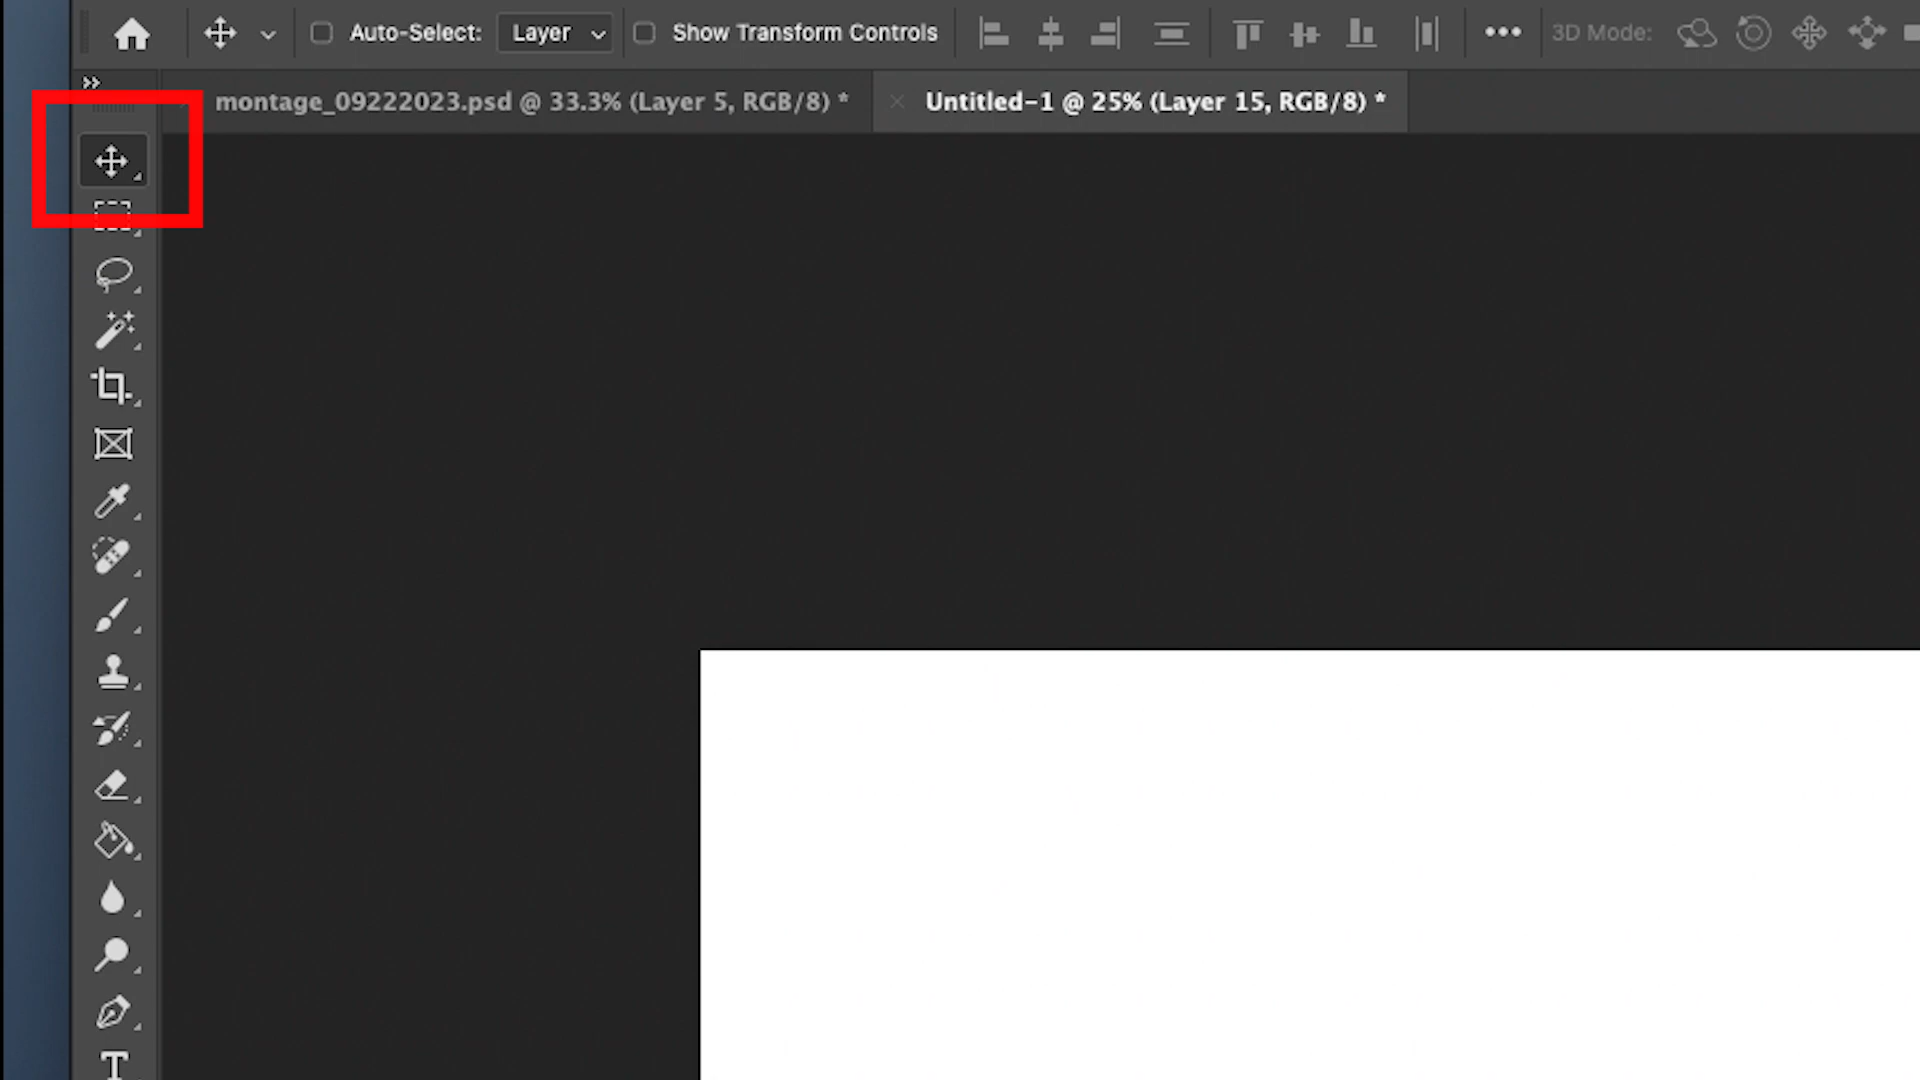 Auto-Select: Layer Show Transform Controls 3D Mode:
montage_09222023.psd @ 33.3% (Layer 5, RGB/8) * Untitled-1 @ 25% (Layer 15, RGB/8) *